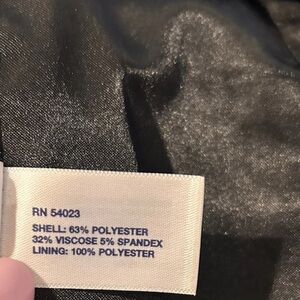 RN 54023
SHELL: 63% POLYESTER
32% VISCOSE 5% SPANDEX
LINING: 100% POLYESTER